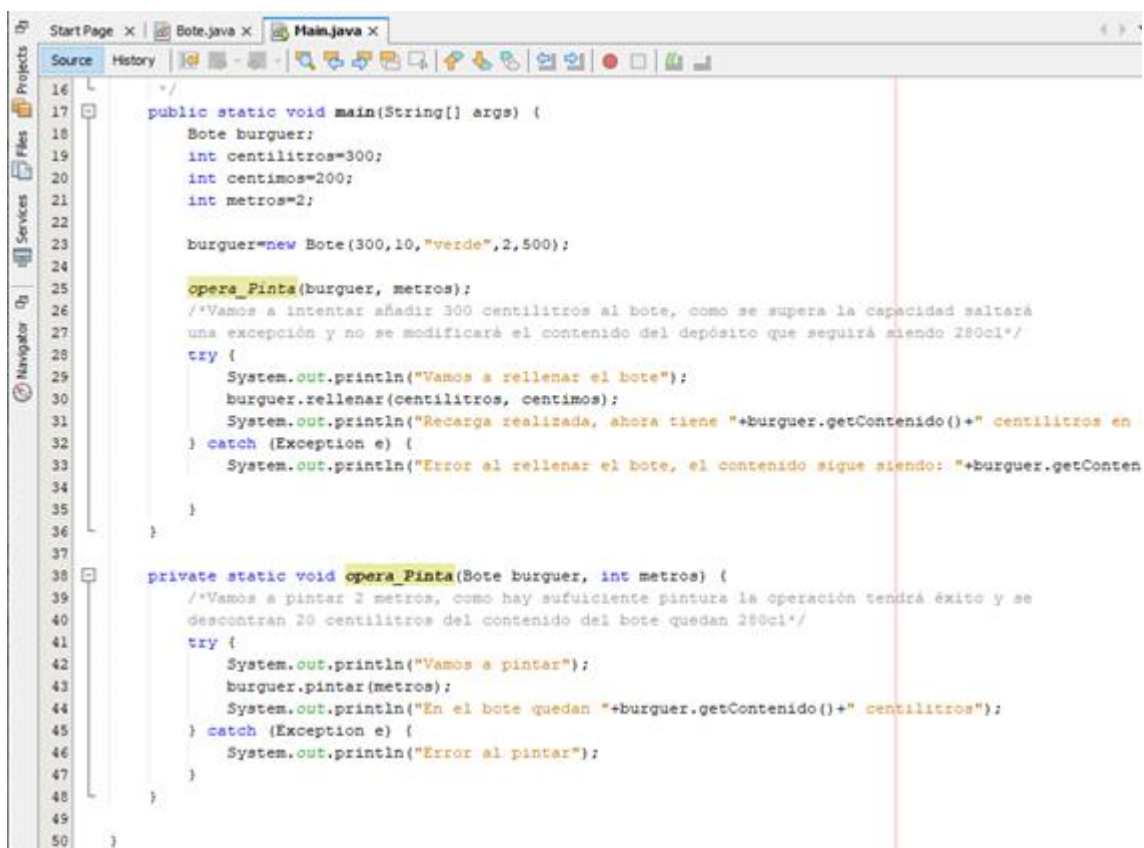 Start Page Bote.java Main.java
Source History
Projects
Files
Services
Navigator
16 */
17 public static void main(String[] args) {
18 Bote burguer;
19 int centilitros=300;
20 int centimos=200;
21 int metros=2;
22
23 burguer=new Bote(300,10,"verde",2,500);
24
25 opera_Pinta(burguer, metros);
26 /*Vamos a intentar añadir 300 centilitros al bote, como se supera la capacidad saltará
27 una excepción y no se modificará el contenido del depósito que seguirá siendo 280cl*/
28 try {
29 System.out.println("Vamos a rellenar el bote");
30 burguer.rellenar(centilitros, centimos);
31 System.out.println("Recarga realizada, ahora tiene "+burguer.getContenido()+" centilitros en
32 } catch (Exception e) {
33 System.out.println("Error al rellenar el bote, el contenido sigue siendo: "+burguer.getConten
34
35 }
36 }
37
38 private static void opera_Pinta(Bote burguer, int metros) {
39 /*Vamos a pintar 2 metros, como hay sufuiciente pintura la operación tendrá éxito y se
40 descontran 20 centilitros del contenido del bote quedan 280cl*/
41 try {
42 System.out.println("Vamos a pintar");
43 burguer.pintar(metros);
44 System.out.println("En el bote quedan "+burguer.getContenido()+" centilitros");
45 } catch (Exception e) {
46 System.out.println("Error al pintar");
47 }
48 }
49
50 }